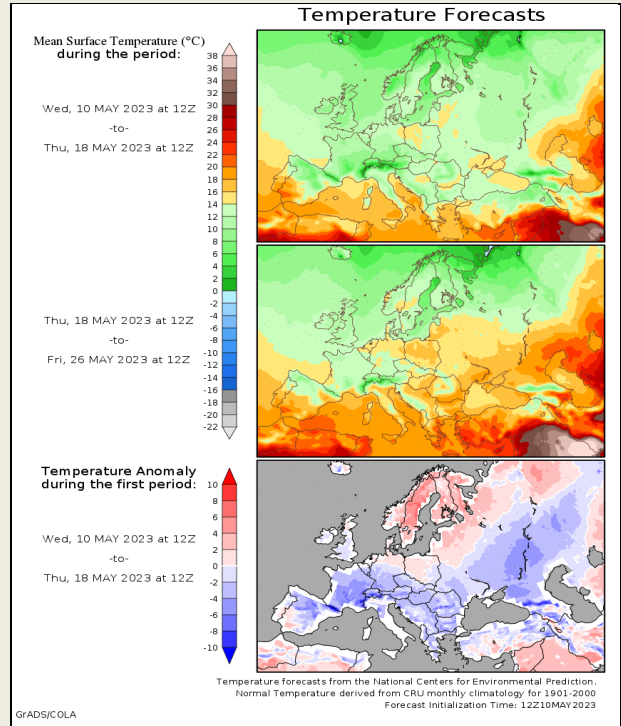 Temperature Forecasts
Mean Surface Temperature (°C)
during the period:
Wed, 10 MAY 2023 at 12Z
-to-
Thu, 18 MAY 2023 at 12Z
38
36
34
32
30
28
26
24
22
20
18
16
14
12
10
8
6
4
2
0
-2
-4
-6
-8
-10
-12
-14
-16
-18
-20
-22
Thu, 18 MAY 2023 at 12Z
-to-
Fri, 26 MAY 2023 at 12Z
Temperature Anomaly
during the first period:
Wed, 10 MAY 2023 at 12Z
-to-
Thu, 18 MAY 2023 at 12Z
10
8
6
4
2
0
-2
-4
-6
-8
-10
Temperature forecasts from the National Centers for Environmental Prediction.
Normal Temperature derived from CRU monthly climatology for 1901-2000
Forecast Initialization Time: 12Z10MAY2023
GrADS/COLA